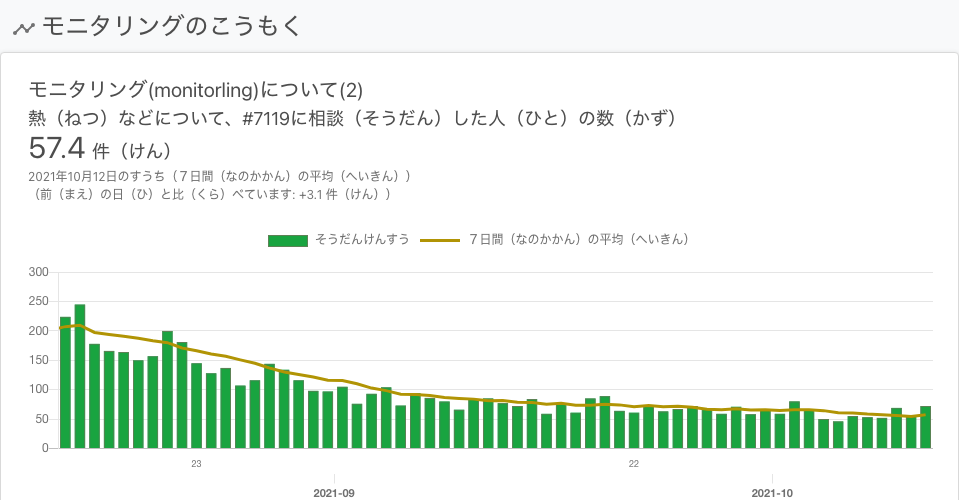 モニタリングのこうもく
モニタリング(monitorling)について(2)
熱（ねつ）などについて、#7119に相談（そうだん）した人（ひと）の数（かず）
57.4 件（けん）
2021年10月12日のすうち（７日間（なのかかん）の平均（へいきん））
（前（まえ）の日（ひ）と比（くら）べています: +3.1 件（けん））
そうだんけんすう ７日間（なのかかん）の平均（へいきん）
300
250
200
150
100
50
0
23 22
2021-09 2021-10